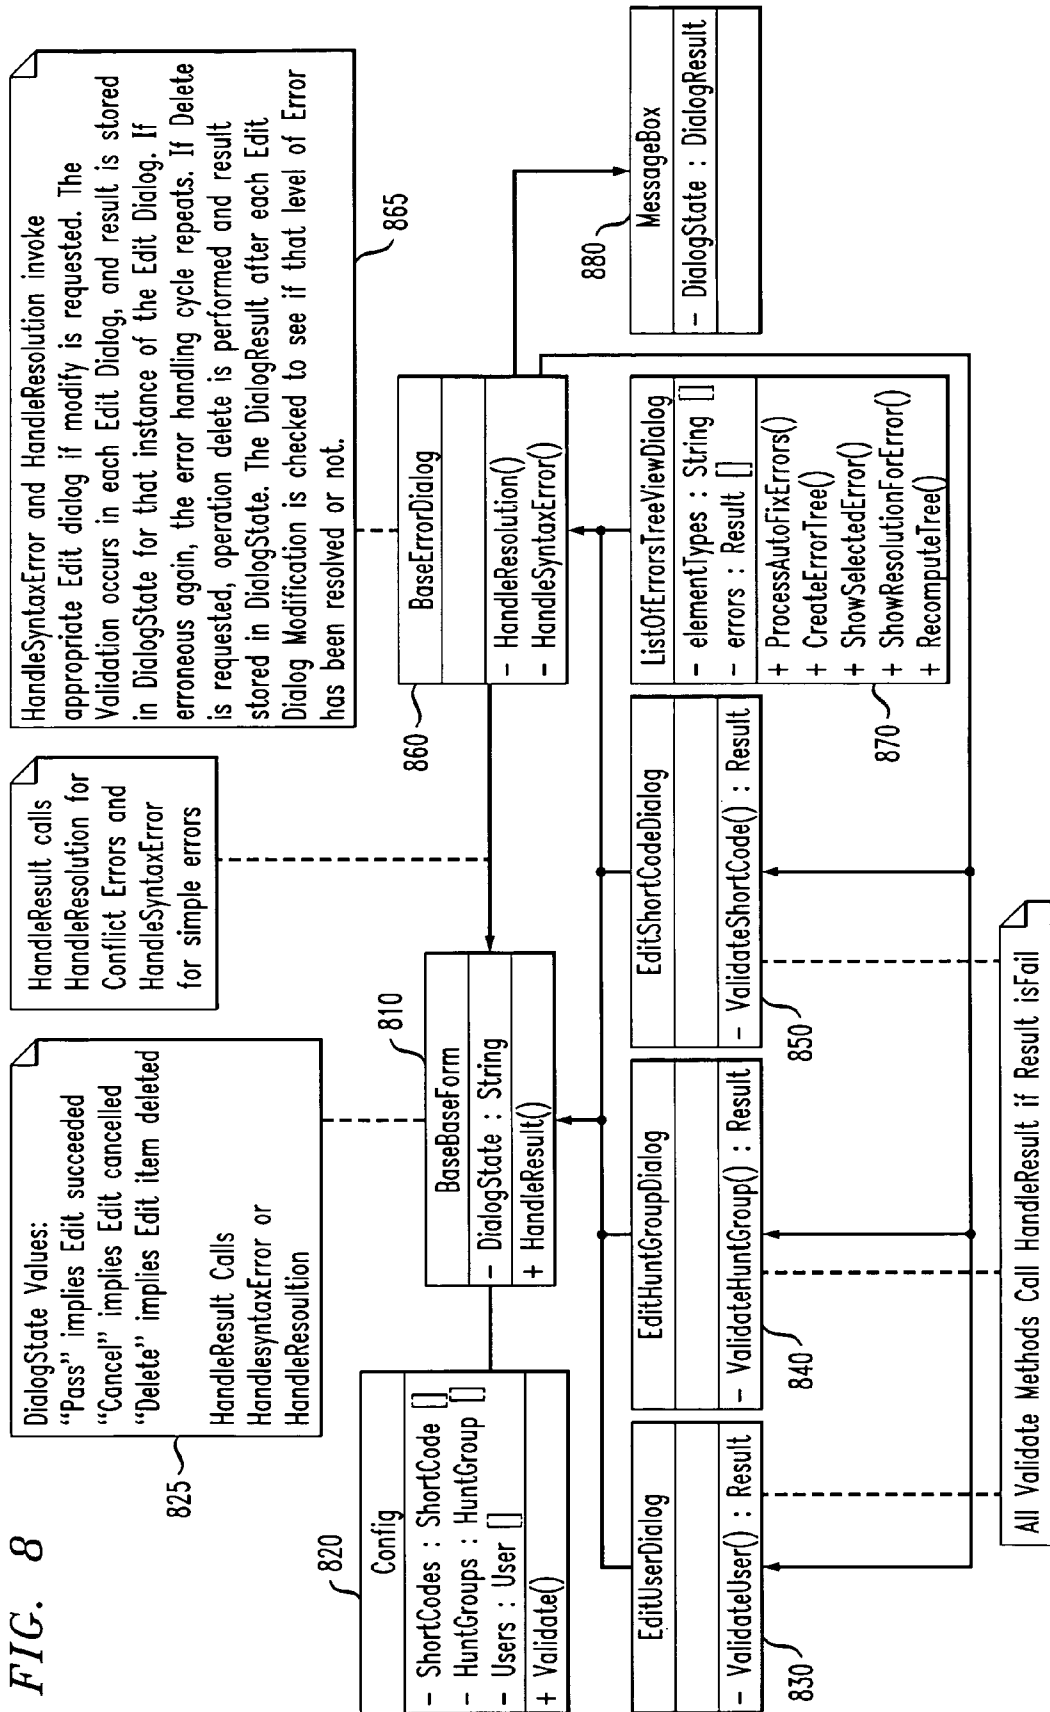 FIG. 8
DialogState Values:
“Pass” implies Edit succeeded
“Cancel” implies Edit cancelled
“Delete” implies Edit item deleted
HandleResult Calls
HandlesyntaxError or
HandleResoultion
825
HandleResult calls
HandleResolution for
Conflict Errors and
HandleSyntaxError
for simple errors
HandleSyntaxError and HandleResolution invoke
appropriate Edit dialog if modify is requested. The
Validation occurs in each Edit Dialog, and result is stored
in DialogState for that instance of the Edit Dialog. If
erroneous again, the error handling cycle repeats. If Delete
is requested, operation delete is performed and result
stored in DialogState. The DialogResult after each Edit
Dialog Modification is checked to see if that level of Error
has been resolved or not.
865
820
Config
- ShortCodes : ShortCode []
- HuntGroups : HuntGroup []
- Users : User []
+ Validate()
810
BaseBaseForm
- DialogState : String
+ HandleResult()
860
BaseErrorDialog
- HandleResolution()
- HandleSyntaxError()
880
MessageBox
- DialogState : DialogResult
EditUserDialog
- ValidateUser() : Result
830
EditHuntGroupDialog
- ValidateHuntGroup() : Result
840
EditShortCodeDialog
- ValidateShortCode() : Result
850
ListOfErrorsTreeViewDialog
- elementTypes : String []
- errors : Result []
+ ProcessAutoFixErrors()
+ CreateErrorTree()
+ ShowSelectedError()
+ ShowResolutionForError()
+ RecomputeTree()
870
All Validate Methods Call HandleResult if Result isFail